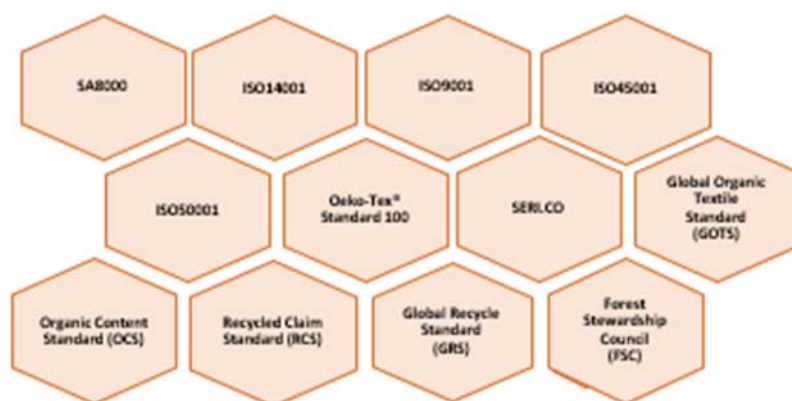 SA8000
ISO14001
ISO9001
ISO45001
ISO50001
Oeko-Tex®
Standard 100
SERI.CO
Global Organic
Textile
Standard
(GOTS)
Organic Content
Standard (OCS)
Recycled Claim
Standard (RCS)
Global Recycle
Standard
(GRS)
Forest
Stewardship
Council
(FSC)